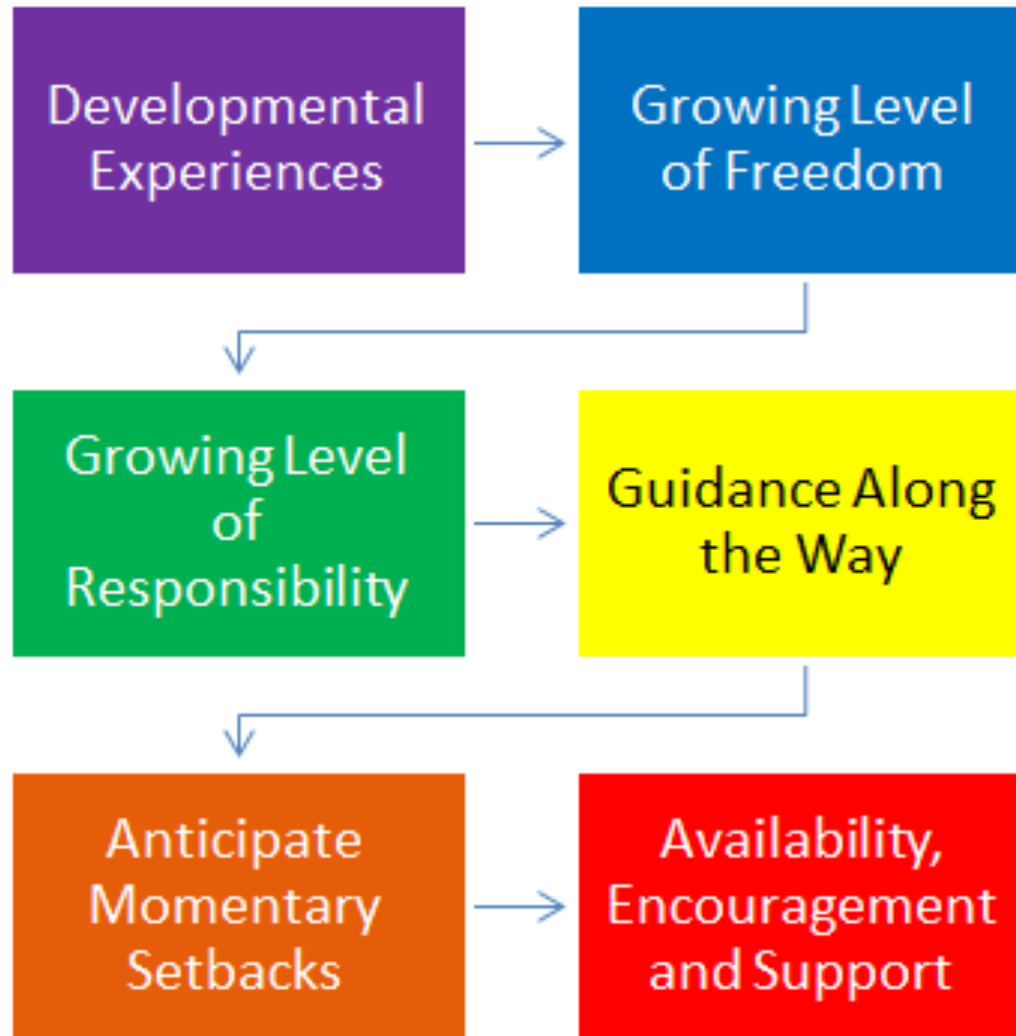 Developmental
Experiences
Growing Level
of Freedom
Growing Level
of
Responsibility
Guidance Along
the Way
Anticipate
Momentary
Setbacks
Availability,
Encouragement
and Support